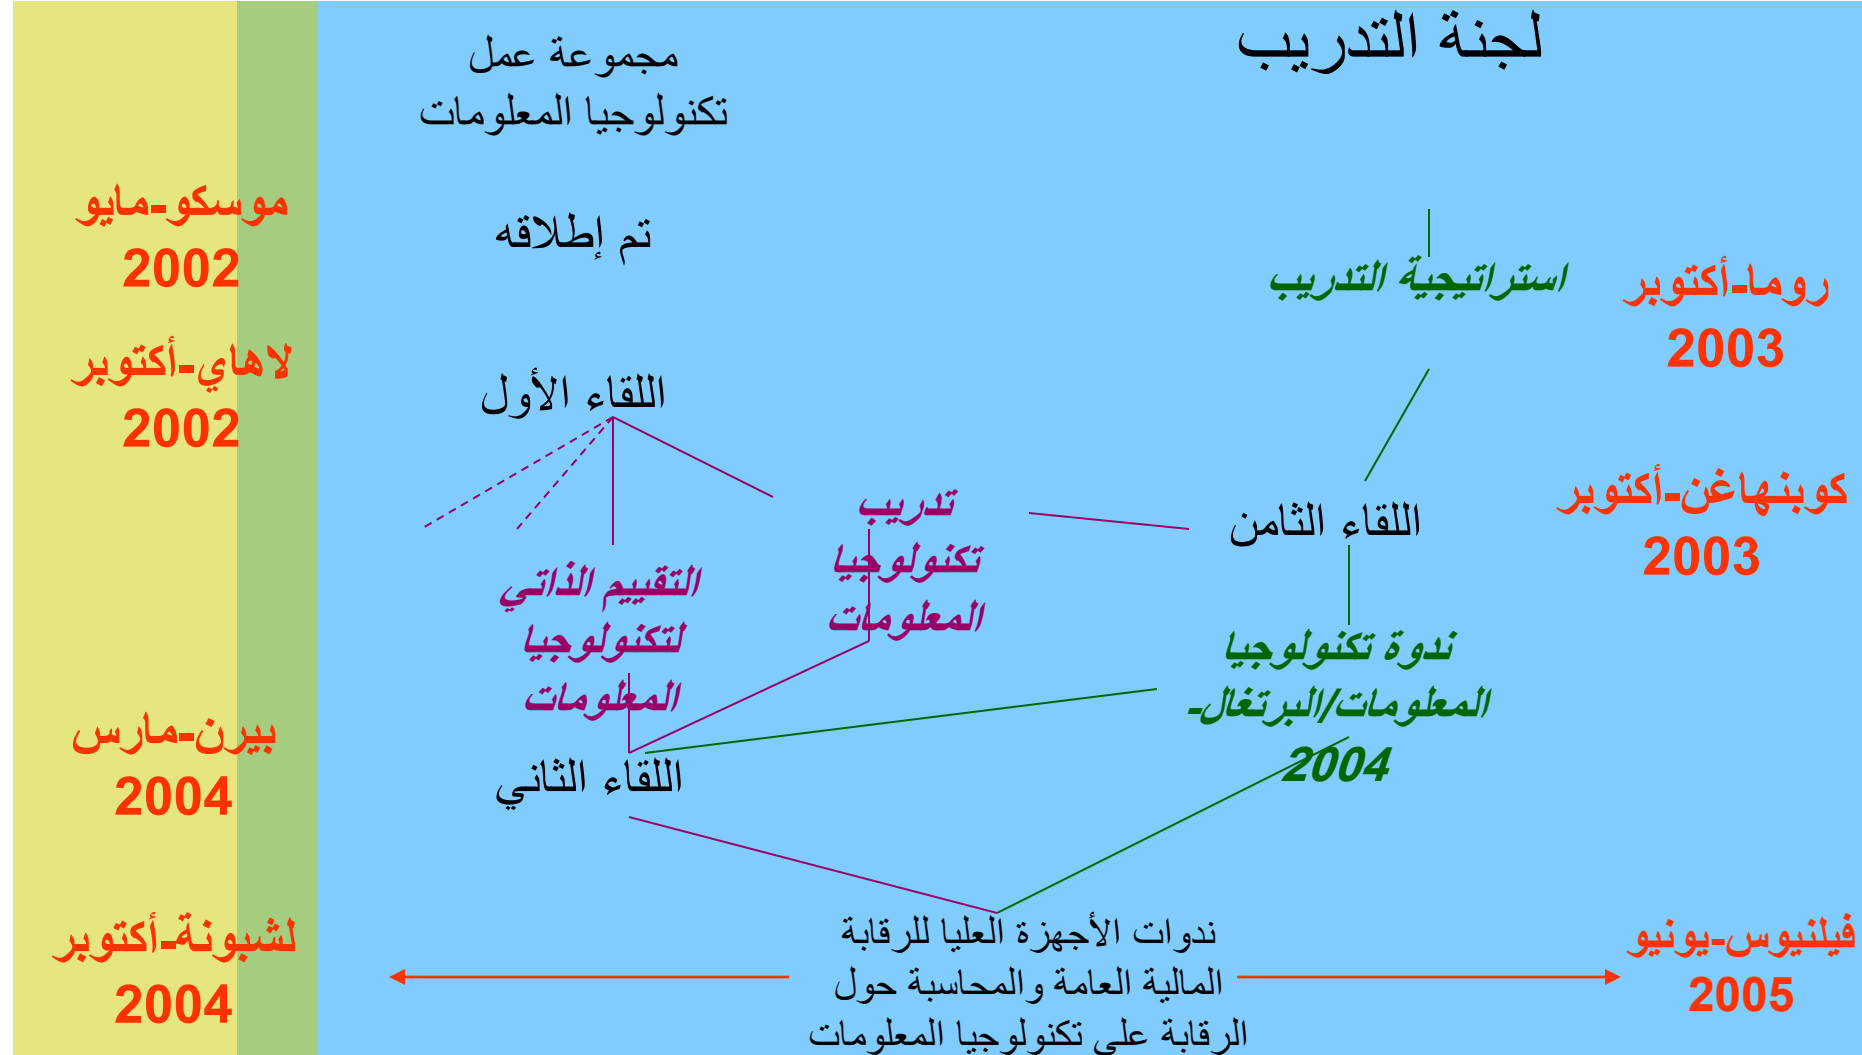 لجنة التدريب
مجموعة عمل
تكنولوجيا المعلومات
موسكو-مايو
2002
تم إطلاقه
استراتيجية التدريب
روما-أكتوبر
2003
لاهاي-أكتوبر
2002
اللقاء الأول
كوبنهاغن-أكتوبر
2003
اللقاء الثامن
تدريب
تكنولوجيا
المعلومات
التقييم الذاتي
لتكنولوجيا
المعلومات
ندوة تكنولوجيا
المعلومات/البرتغال-
2004
بيرن-مارس
2004
اللقاء الثاني
ندوات الأجهزة العليا للرقابة
المالية العامة والمحاسبة حول
الرقابة على تكنولوجيا المعلومات
فيلنيوس-يونيو
2005
لشبونة-أكتوبر
2004